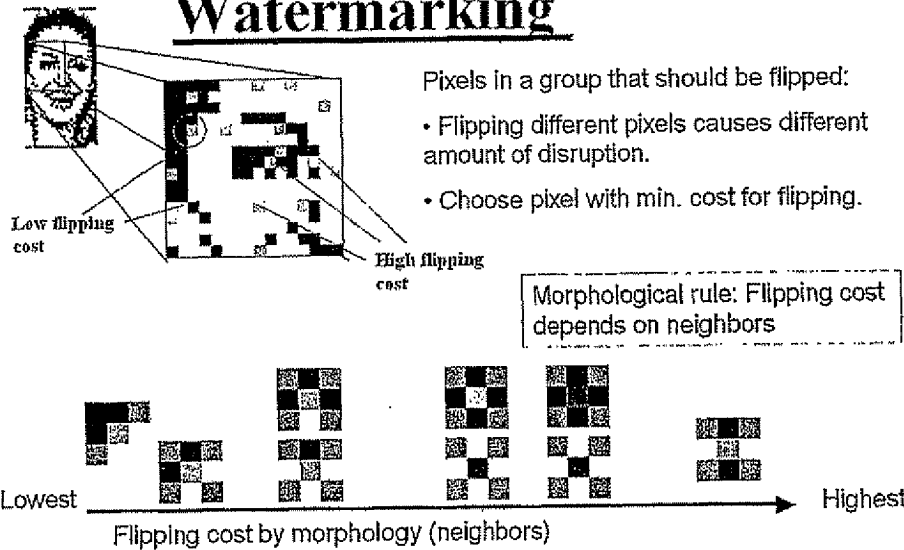 Watermarking
Pixels in a group that should be flipped:
• Flipping different pixels causes different
amount of disruption.
• Choose pixel with min. cost for flipping.
Low flipping
cost
High flipping
cost
Morphological rule: Flipping cost
depends on neighbors
Lowest
Highest
Flipping cost by morphology (neighbors)